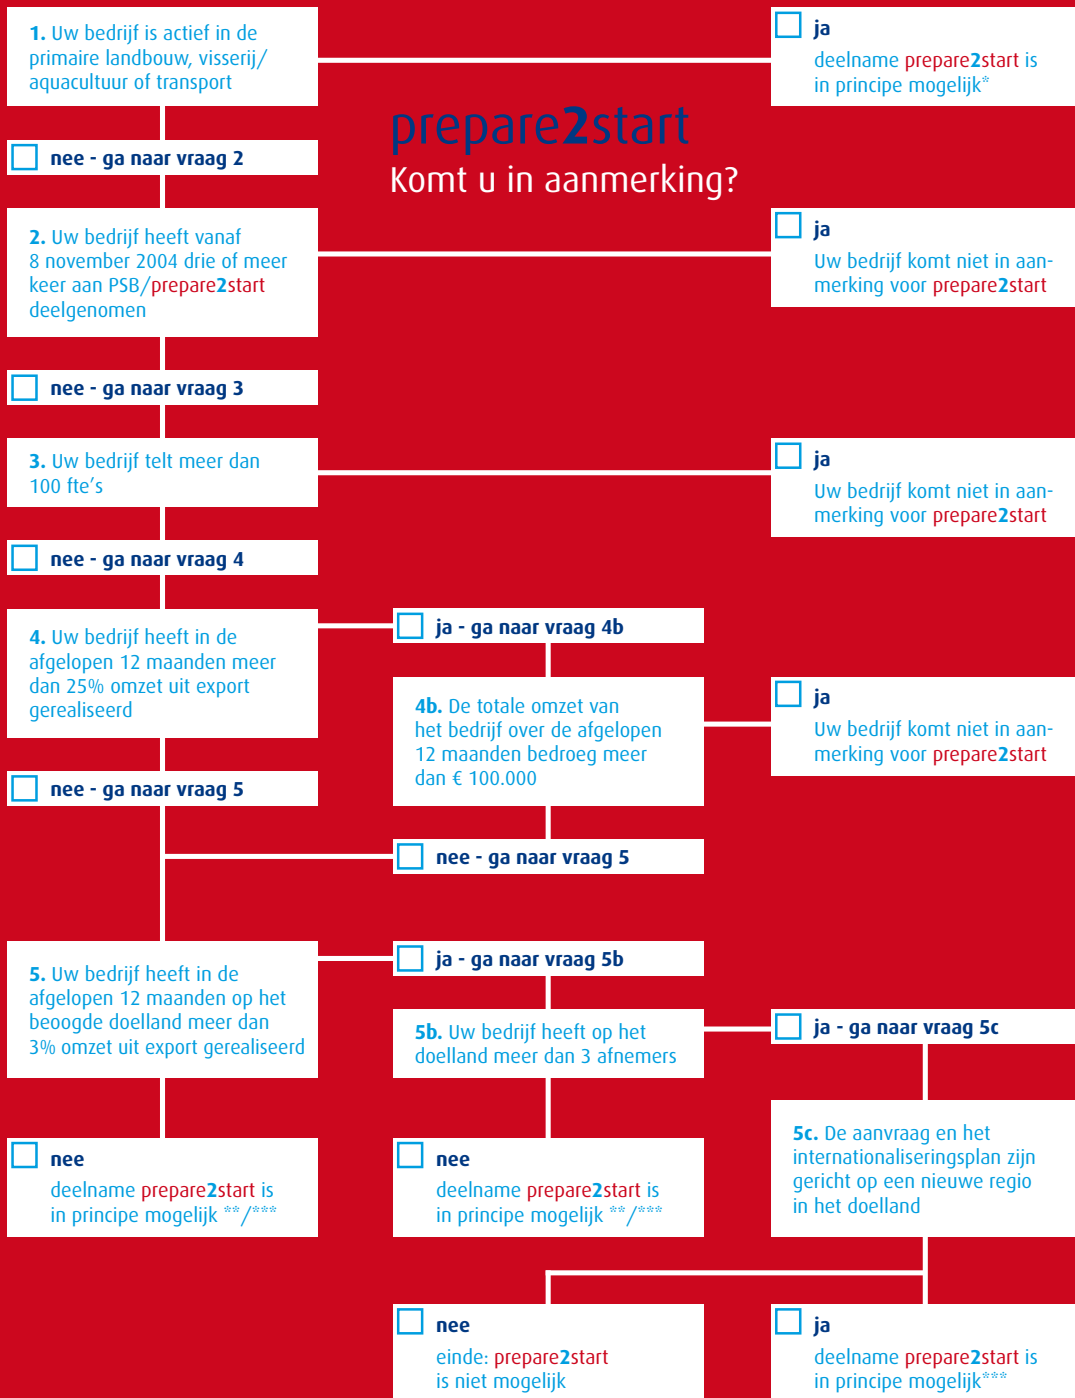 1. Uw bedrijf is actief in de
primaire landbouw, visserij/
aquacultuur of transport
ja
deelname prepare2start is
in principe mogelijk*
prepare2start
Komt u in aanmerking?
nee - ga naar vraag 2
2. Uw bedrijf heeft vanaf
8 november 2004 drie of meer
keer aan PSB/prepare2start
deelgenomen
ja
Uw bedrijf komt niet in aan-
merking voor prepare2start
nee - ga naar vraag 3
3. Uw bedrijf telt meer dan
100 fte's
ja
Uw bedrijf komt niet in aan-
merking voor prepare2start
nee - ga naar vraag 4
4. Uw bedrijf heeft in de
afgelopen 12 maanden meer
dan 25% omzet uit export
gerealiseerd
ja - ga naar vraag 4b
4b. De totale omzet van
het bedrijf over de afgelopen
12 maanden bedroeg meer
dan € 100.000
ja
Uw bedrijf komt niet in aan-
merking voor prepare2start
nee - ga naar vraag 5
nee - ga naar vraag 5
5. Uw bedrijf heeft in de
afgelopen 12 maanden op het
beoogde doelland meer dan
3% omzet uit export gerealiseerd
ja - ga naar vraag 5b
5b. Uw bedrijf heeft op het
doelland meer dan 3 afnemers
ja - ga naar vraag 5c
5c. De aanvraag en het
internationaliseringsplan zijn
gericht op een nieuwe regio
in het doelland
nee
deelname prepare2start is
in principe mogelijk **/***
nee
deelname prepare2start is
in principe mogelijk **/***
nee
einde: prepare2start
is niet mogelijk
ja
deelname prepare2start is
in principe mogelijk***